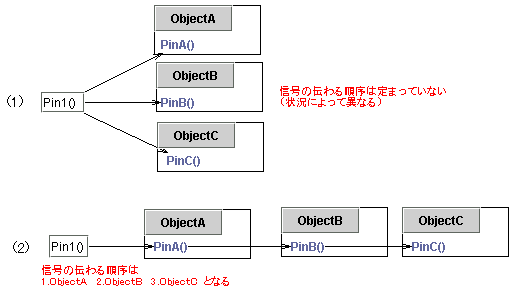 ObjectA
PinA()
(1)
Pin1()
ObjectB
PinB()
ObjectC
PinC()
信号の伝わる順序は定まっていない
(状況によって異なる)
(2)
Pin1()
ObjectA
PinA()
ObjectB
PinB()
ObjectC
PinC()
信号の伝わる順序は
1.ObjectA 2.ObjectB 3.ObjectC となる